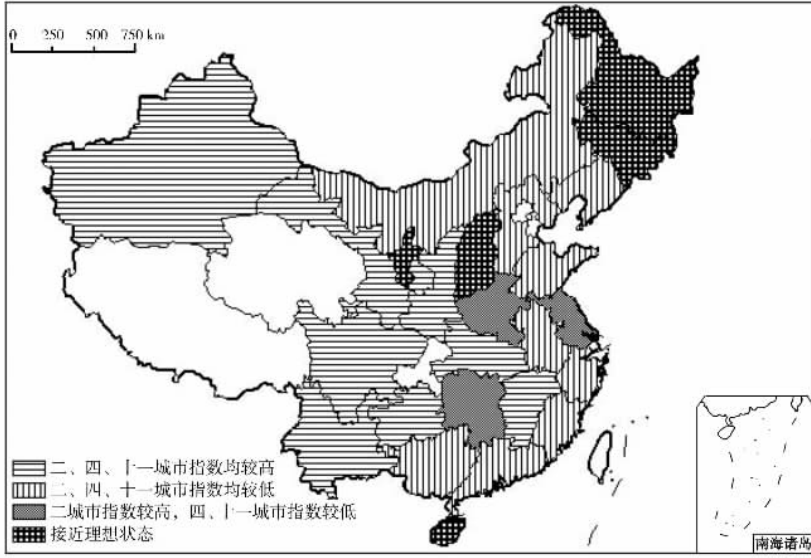 0 250 500 750 km
二、四、十一城市指数均较高
二、四、十一城市指数均较低
二城市指数较高，四、十一城市指数较低
接近理想状态
南海诸岛